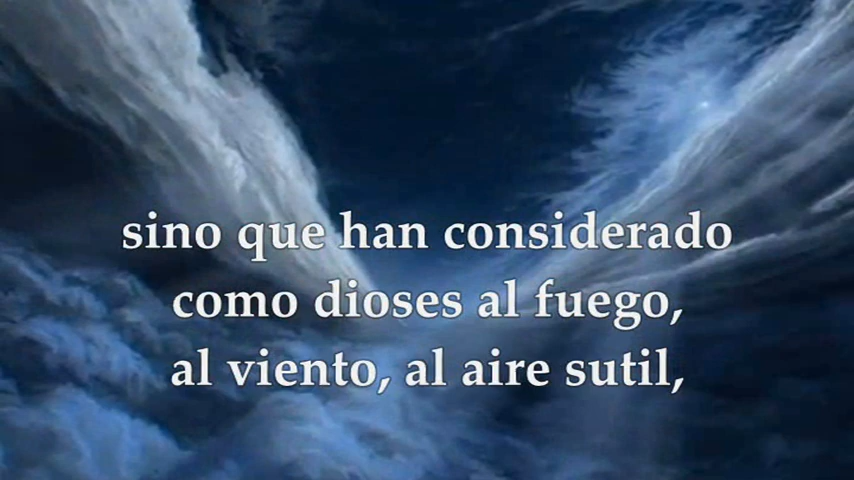 sino que han considerado
como dioses al fuego,
al viento, al aire sutil,